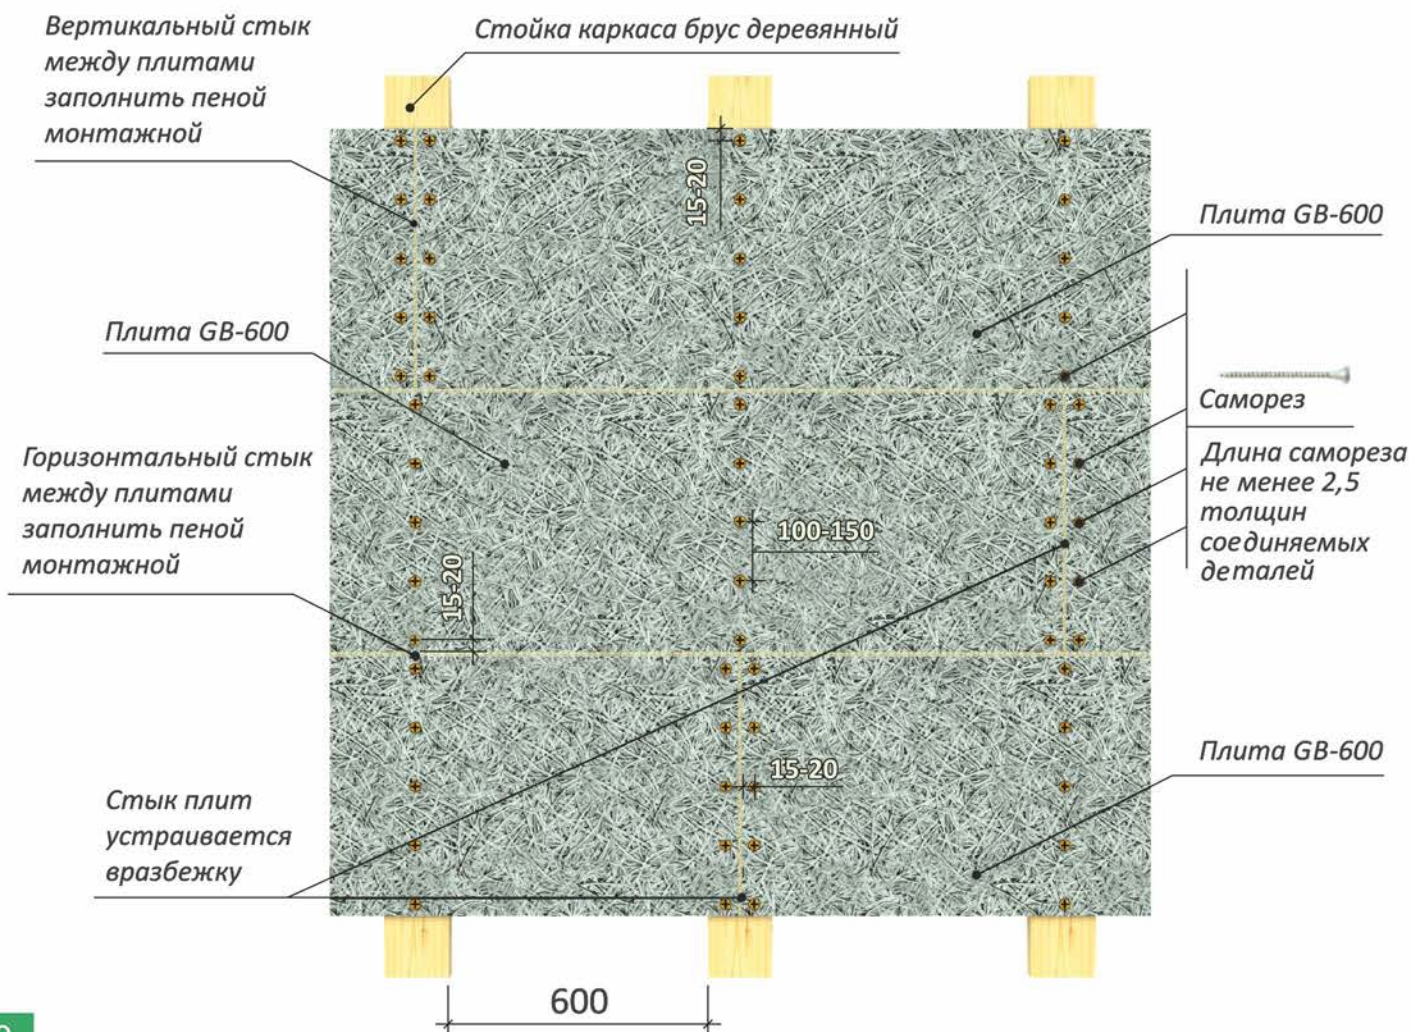 Вертикальный стык
между плитами
заполнить пеной
монтажной
Стойка каркаса брус деревянный
15-20
Плита GB-600
Плита GB-600
Саморез
Длина самореза
не менее 2,5
толщин
соединяемых
деталей
Горизонтальный стык
между плитами
заполнить пеной
монтажной
100-150
15-20
15-20
Плита GB-600
Стык плит
устраивается
вразбежку
600